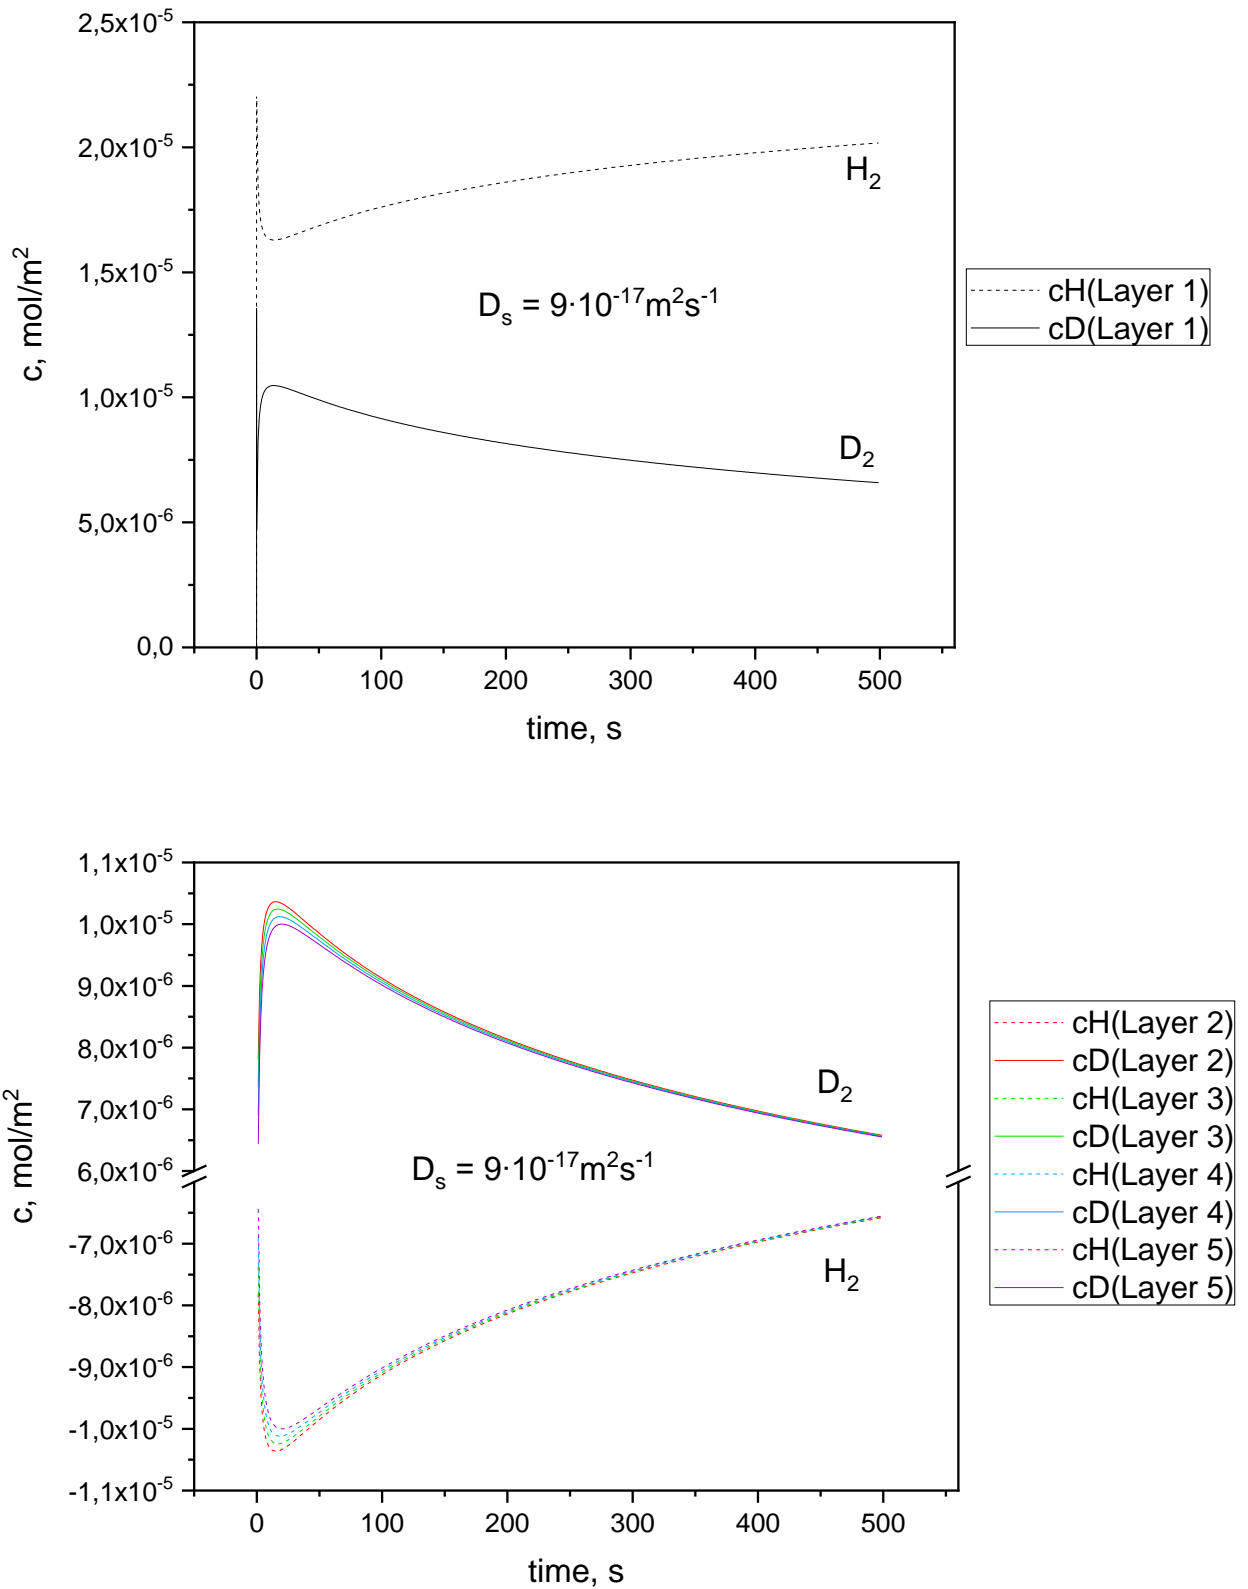 2,5x10⁻⁵
2,0x10⁻⁵
1,5x10⁻⁵
1,0x10⁻⁵
5,0x10⁻⁶
0,0
c, mol/m²
H₂
Dₛ = 9·10⁻¹⁷m²s⁻¹
D₂
0 100 200 300 400 500
time, s
cH(Layer 1)
cD(Layer 1)
1,1x10⁻⁵
1,0x10⁻⁵
9,0x10⁻⁶
8,0x10⁻⁶
7,0x10⁻⁶
6,0x10⁻⁶
-7,0x10⁻⁶
-8,0x10⁻⁶
-9,0x10⁻⁶
-1,0x10⁻⁵
-1,1x10⁻⁵
c, mol/m²
D₂
Dₛ = 9·10⁻¹⁷m²s⁻¹
H₂
0 100 200 300 400 500
time, s
cH(Layer 2)
cD(Layer 2)
cH(Layer 3)
cD(Layer 3)
cH(Layer 4)
cD(Layer 4)
cH(Layer 5)
cD(Layer 5)